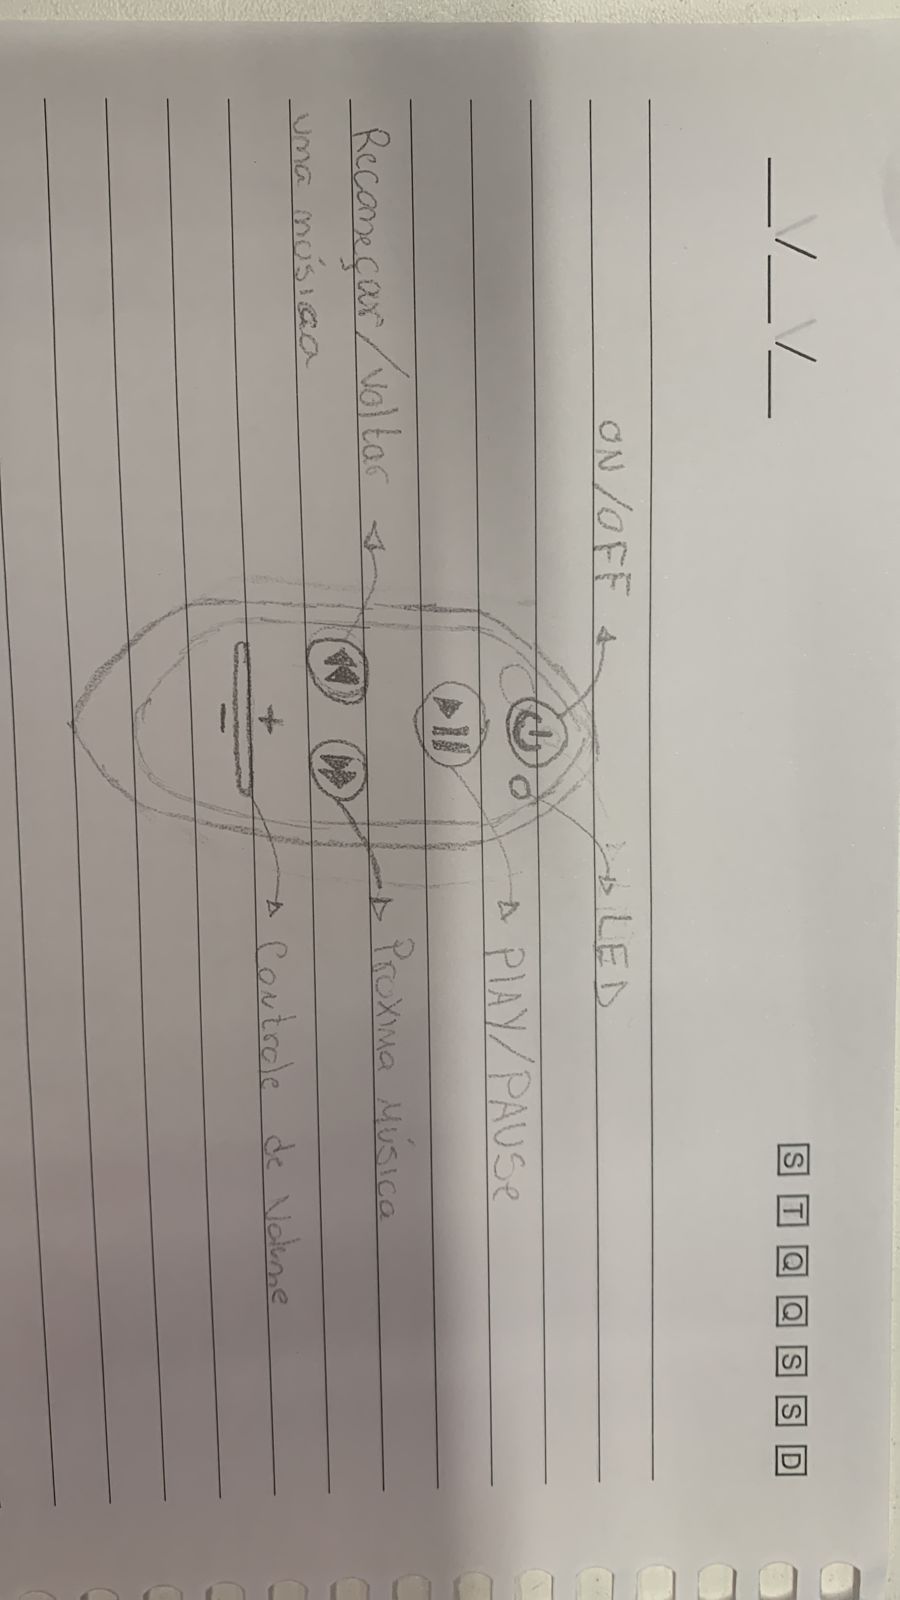 __/__/__
S T Q Q S S D
ON/OFF
LED
PlAY/PAUSe
Recomeçar/Voltar
uma música
Proxima Música
+
-
Controle de Volume